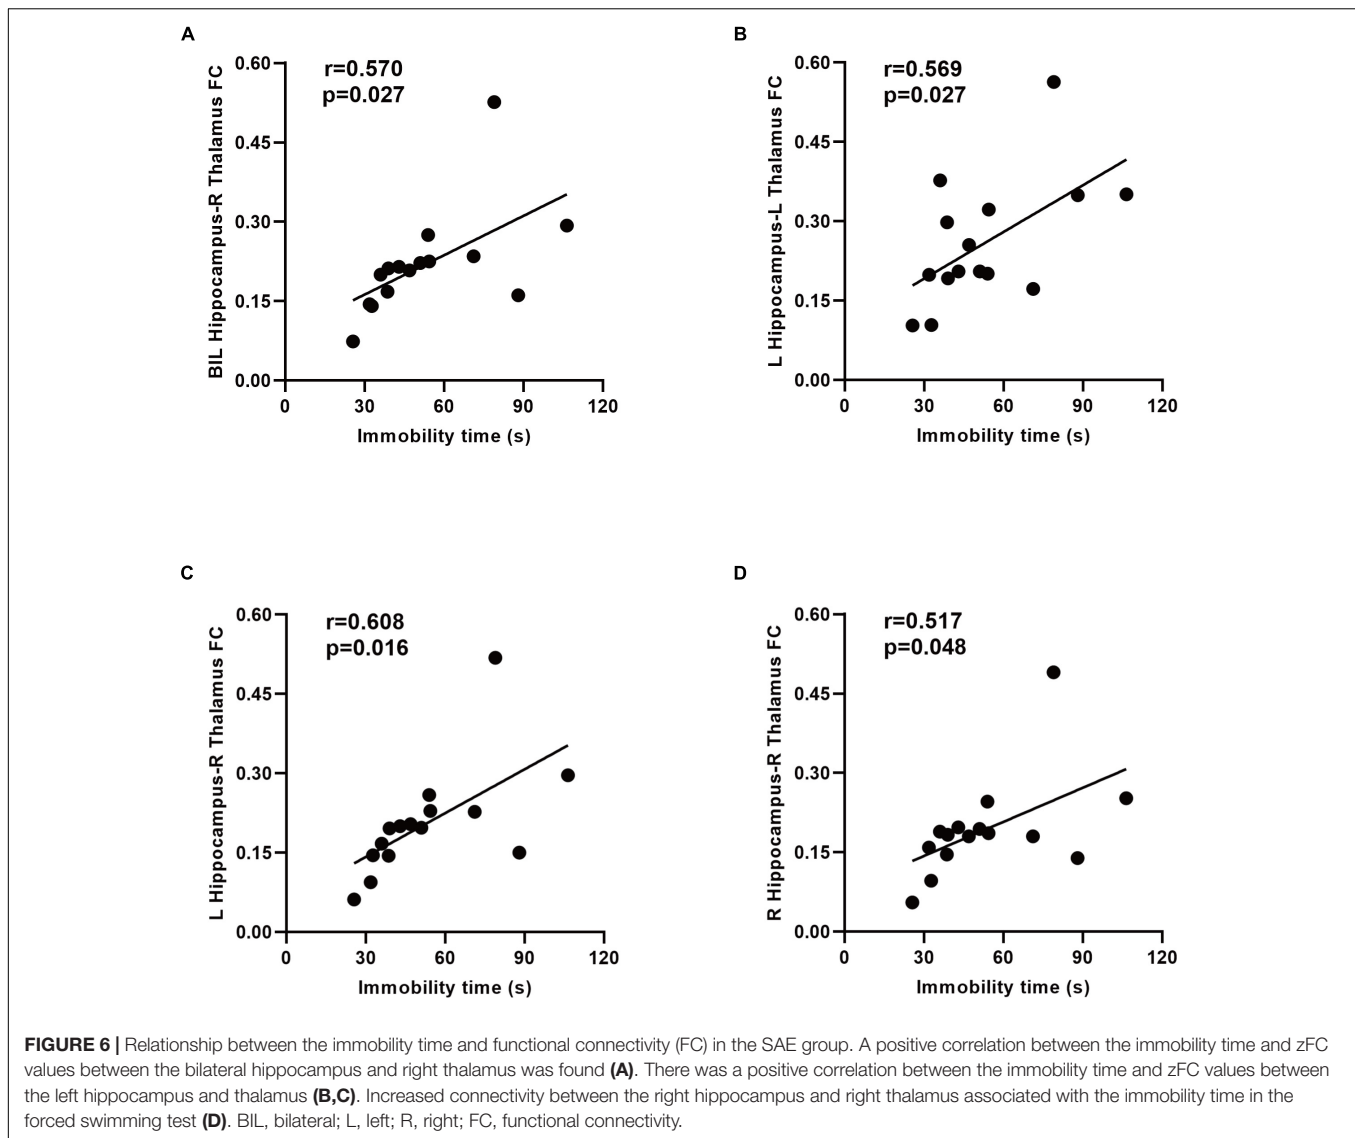 A
r=0.570
p=0.027
BIL Hippocampus-R Thalamus FC
0.60
0.45
0.30
0.15
0.00
0 30 60 90 120
Immobility time (s)
B
r=0.569
p=0.027
L Hippocampus-L Thalamus FC
0.60
0.45
0.30
0.15
0.00
0 30 60 90 120
Immobility time (s)
C
r=0.608
p=0.016
L Hippocampus-R Thalamus FC
0.60
0.45
0.30
0.15
0.00
0 30 60 90 120
Immobility time (s)
D
r=0.517
p=0.048
R Hippocampus-R Thalamus FC
0.60
0.45
0.30
0.15
0.00
0 30 60 90 120
Immobility time (s)
FIGURE 6 | Relationship between the immobility time and functional connectivity (FC) in the SAE group. A positive correlation between the immobility time and zFC
values between the bilateral hippocampus and right thalamus was found (A). There was a positive correlation between the immobility time and zFC values between
the left hippocampus and thalamus (B,C). Increased connectivity between the right hippocampus and right thalamus associated with the immobility time in the
forced swimming test (D). BIL, bilateral; L, left; R, right; FC, functional connectivity.